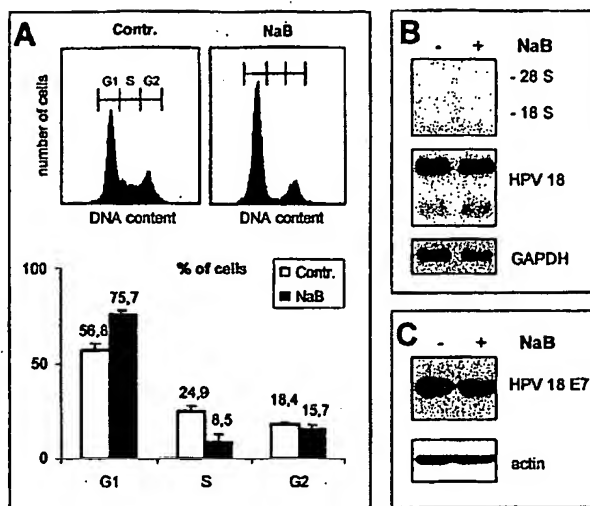 A
Contr.
NaB
G1 S G2
number of cells
DNA content
DNA content
% of cells
Contr.
NaB
100
50
0
56,8
75,7
24,9
8,5
18,4
15,7
G1
S
G2
B
- + NaB
- 28 S
- 18 S
HPV 18
GAPDH
C
- + NaB
HPV 18 E7
actin